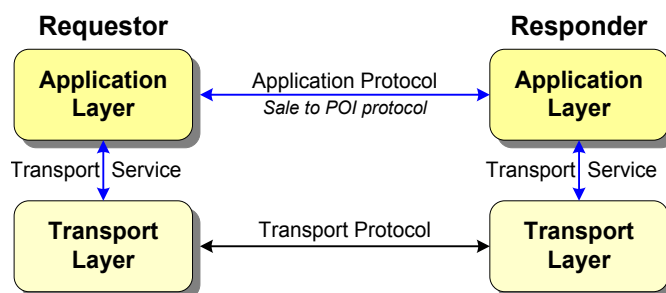 Requestor
Responder
Application
Layer
Application Protocol
Sale to POI protocol
Application
Layer
Transport Service
Transport Service
Transport
Layer
Transport Protocol
Transport
Layer